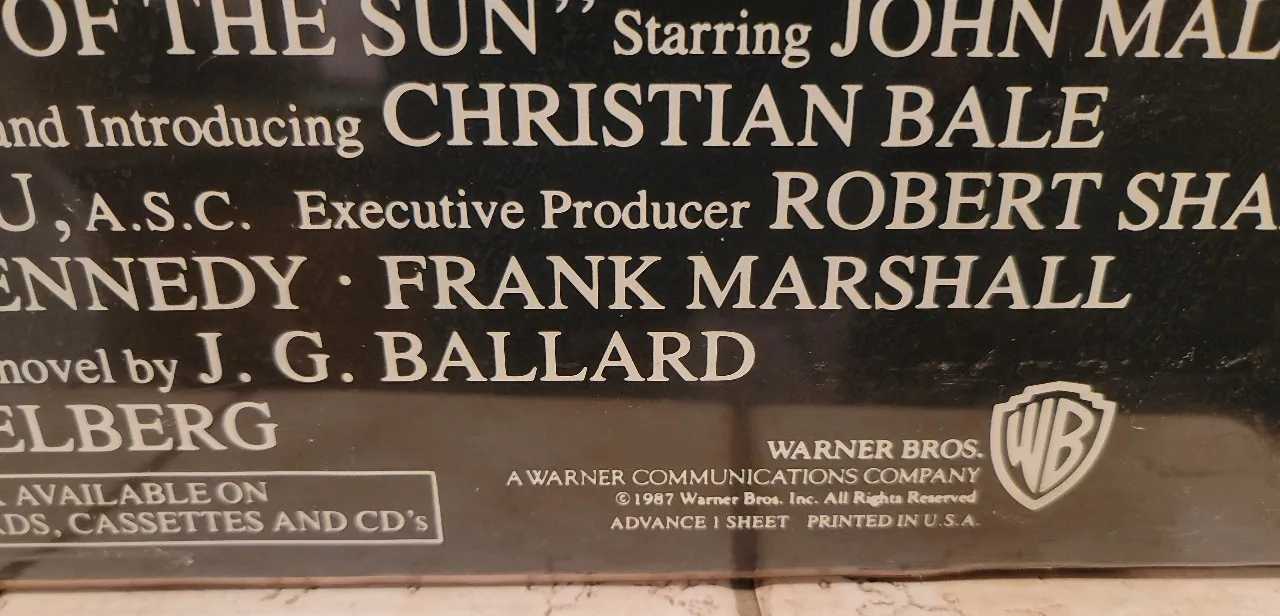 OF THE SUN" Starring JOHN MAL
and Introducing CHRISTIAN BALE
U, A.S.C. Executive Producer ROBERT SHA
ENNEDY · FRANK MARSHALL
novel by J. G. BALLARD
ELBERG
AVAILABLE ON
RDS, CASSETTES AND CD's
WARNER BROS.
A WARNER COMMUNICATIONS COMPANY
©1987 Warner Bros. Inc. All Rights Reserved
ADVANCE 1 SHEET PRINTED IN U.S.A.
WB